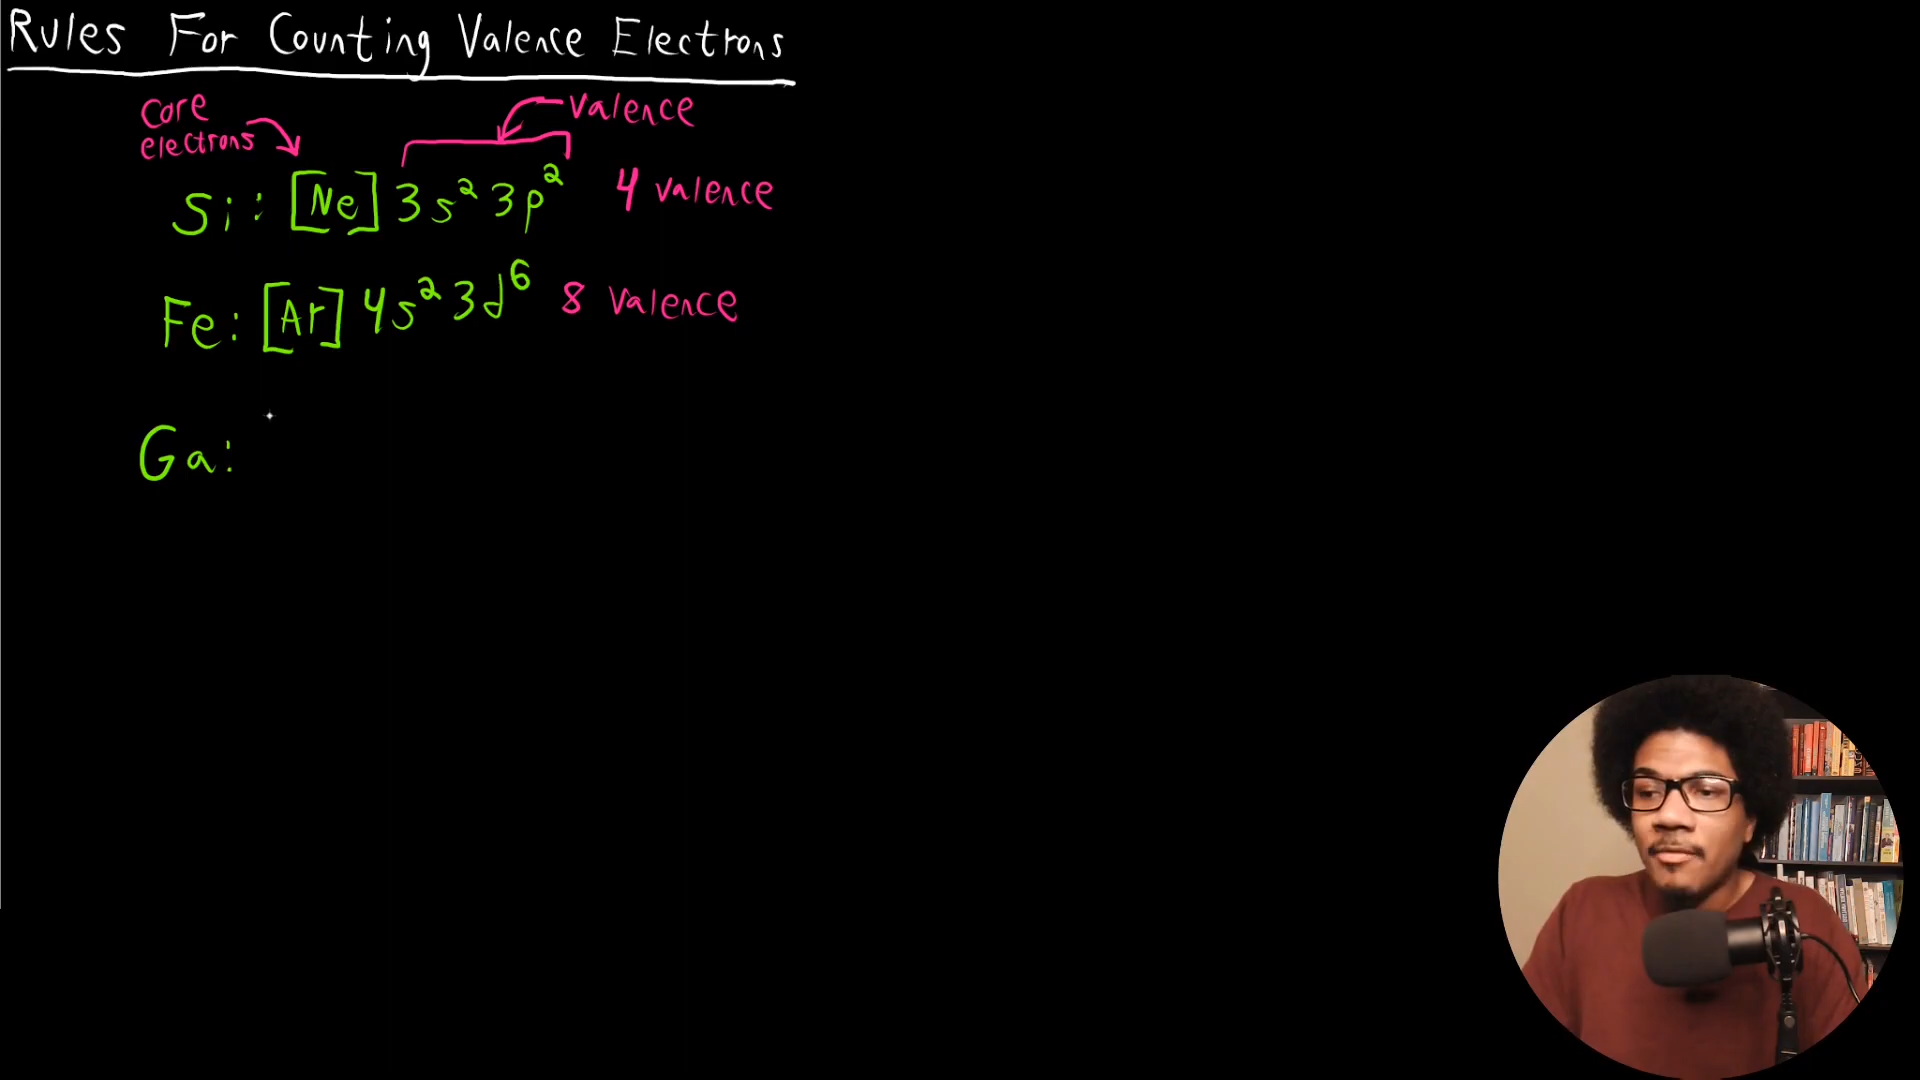 Rules For Counting Valence Electrons
core
electrons
valence
Si: [Ne] 3s² 3p² 4 valence
Fe: [Ar] 4s² 3d⁶ 8 valence
Ga: